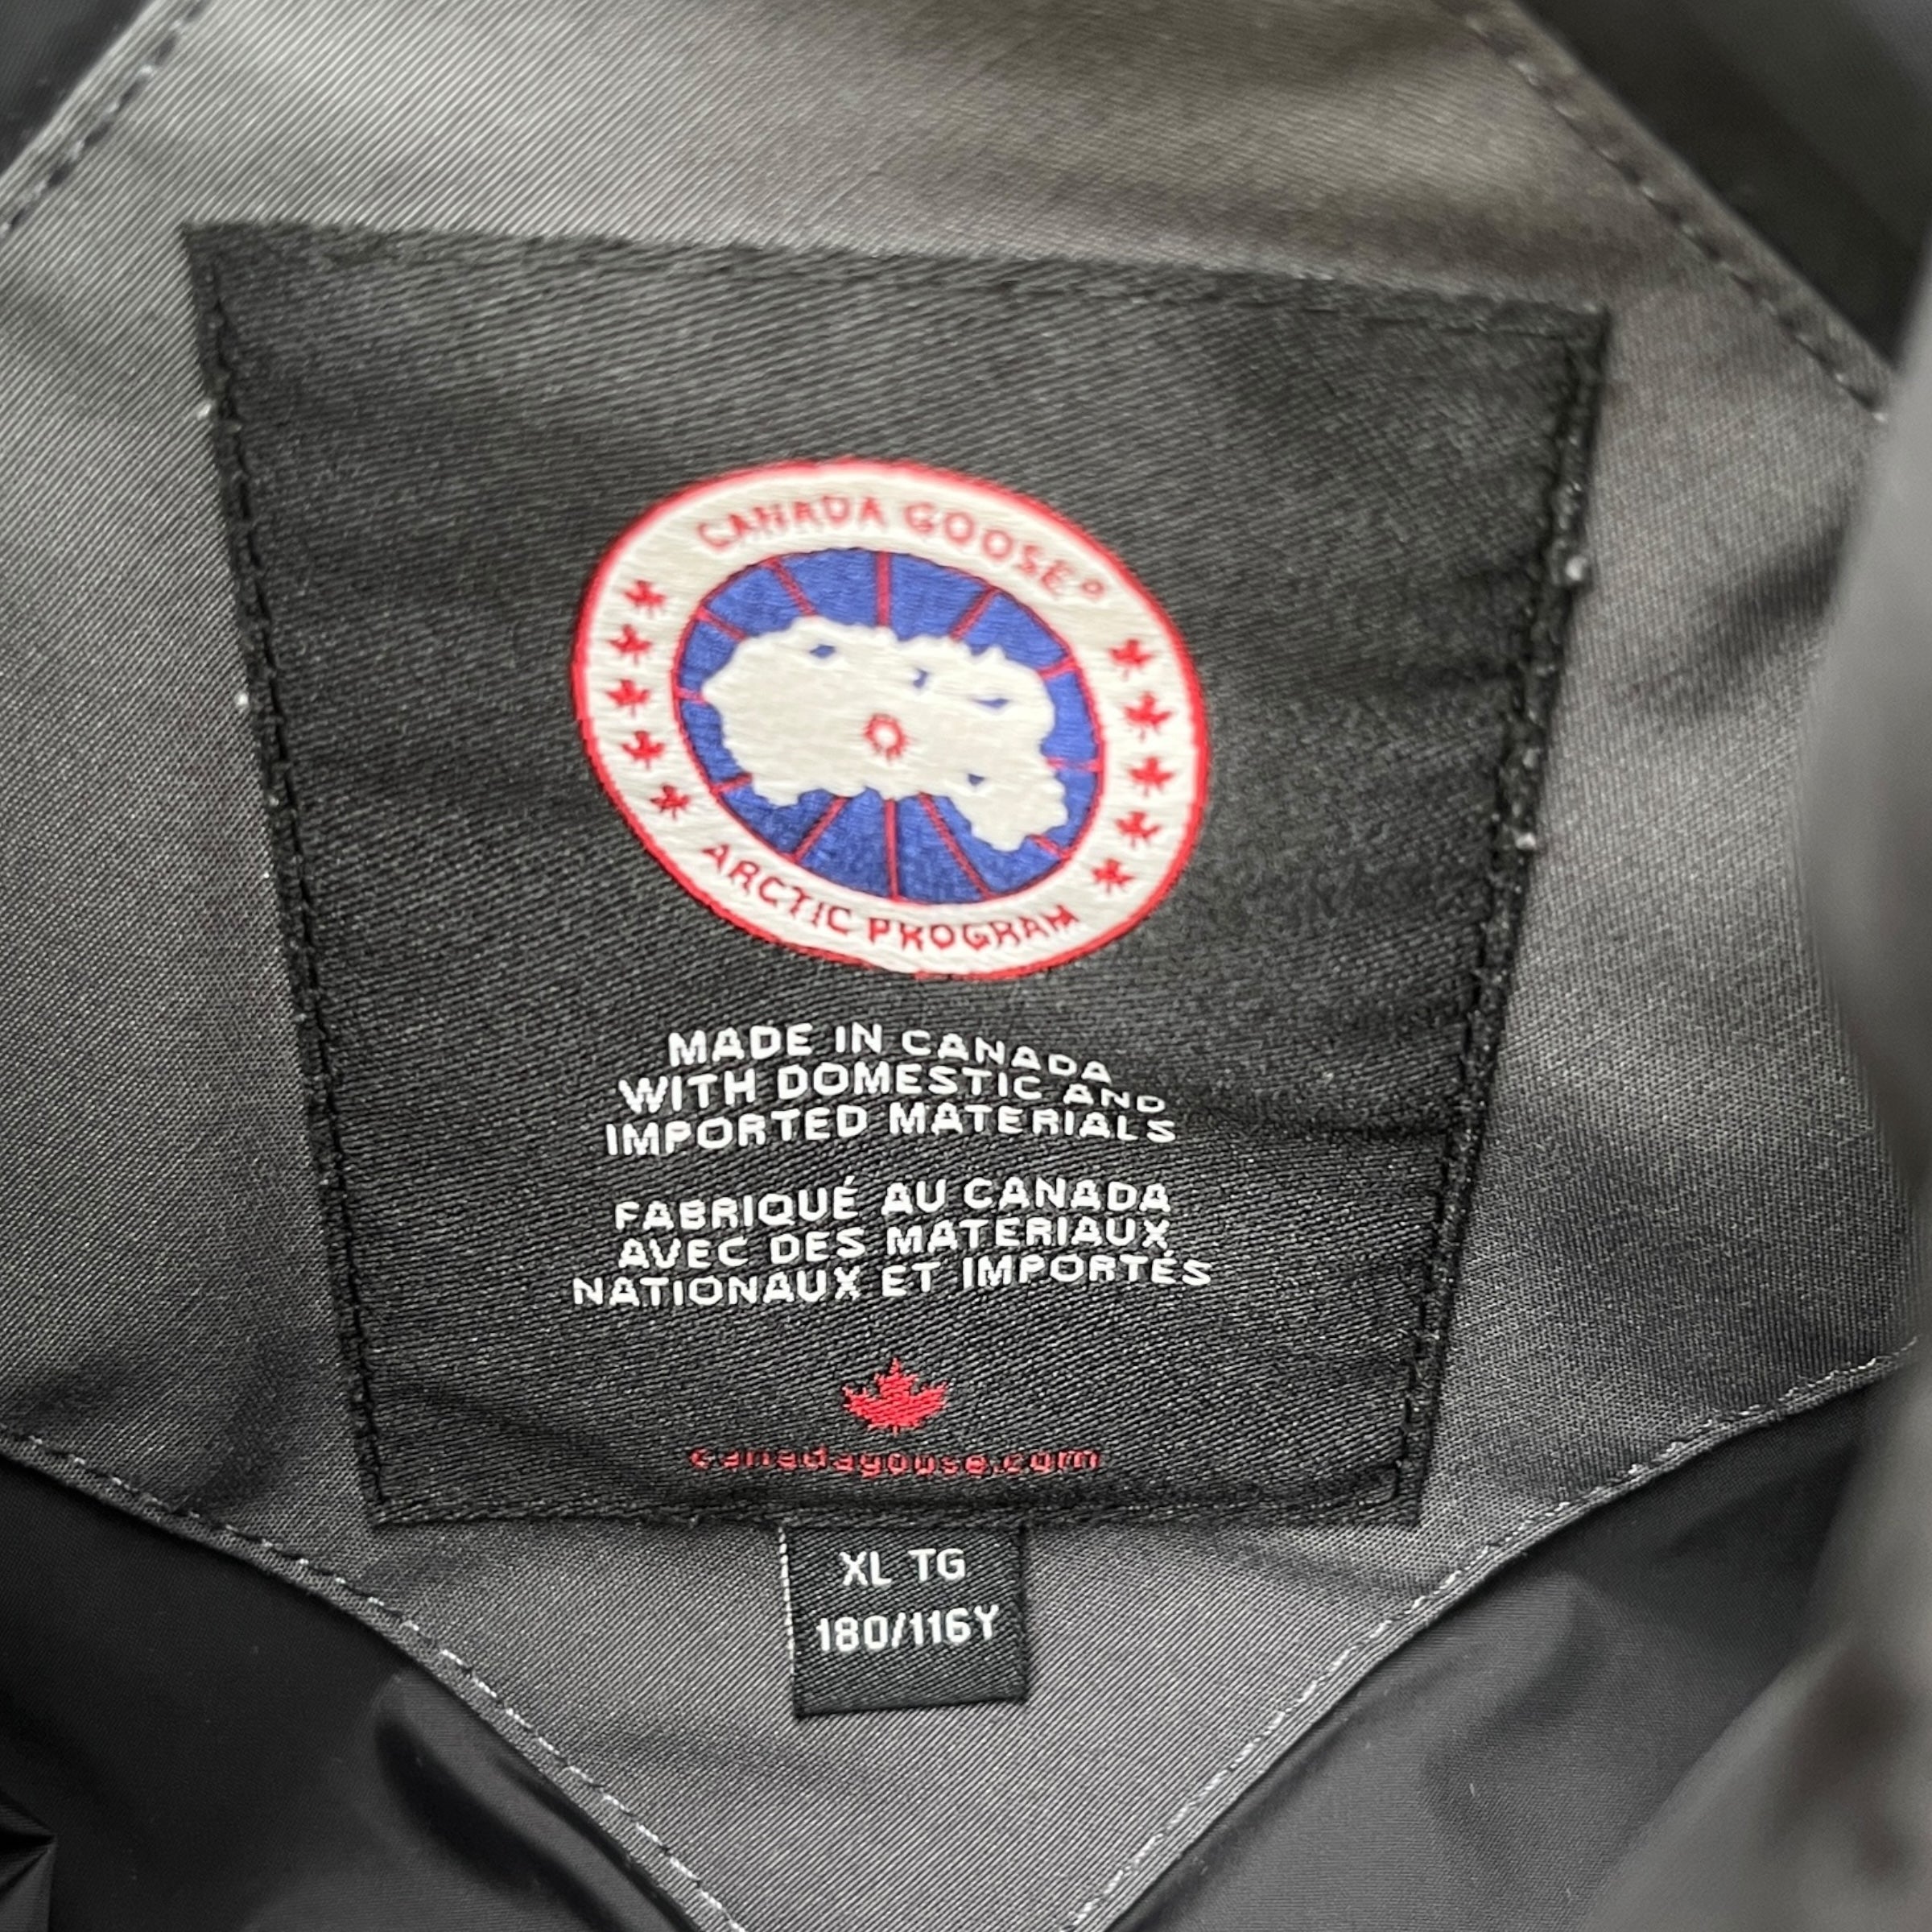 CANADA GOOSE®
ARCTIC PROGRAM
MADE IN CANADA
WITH DOMESTIC AND
IMPORTED MATERIALS
FABRIQUÉ AU CANADA
AVEC DES MATERIAUX
NATIONAUX ET IMPORTÉS
canadagoose.com
XL TG
180/116Y